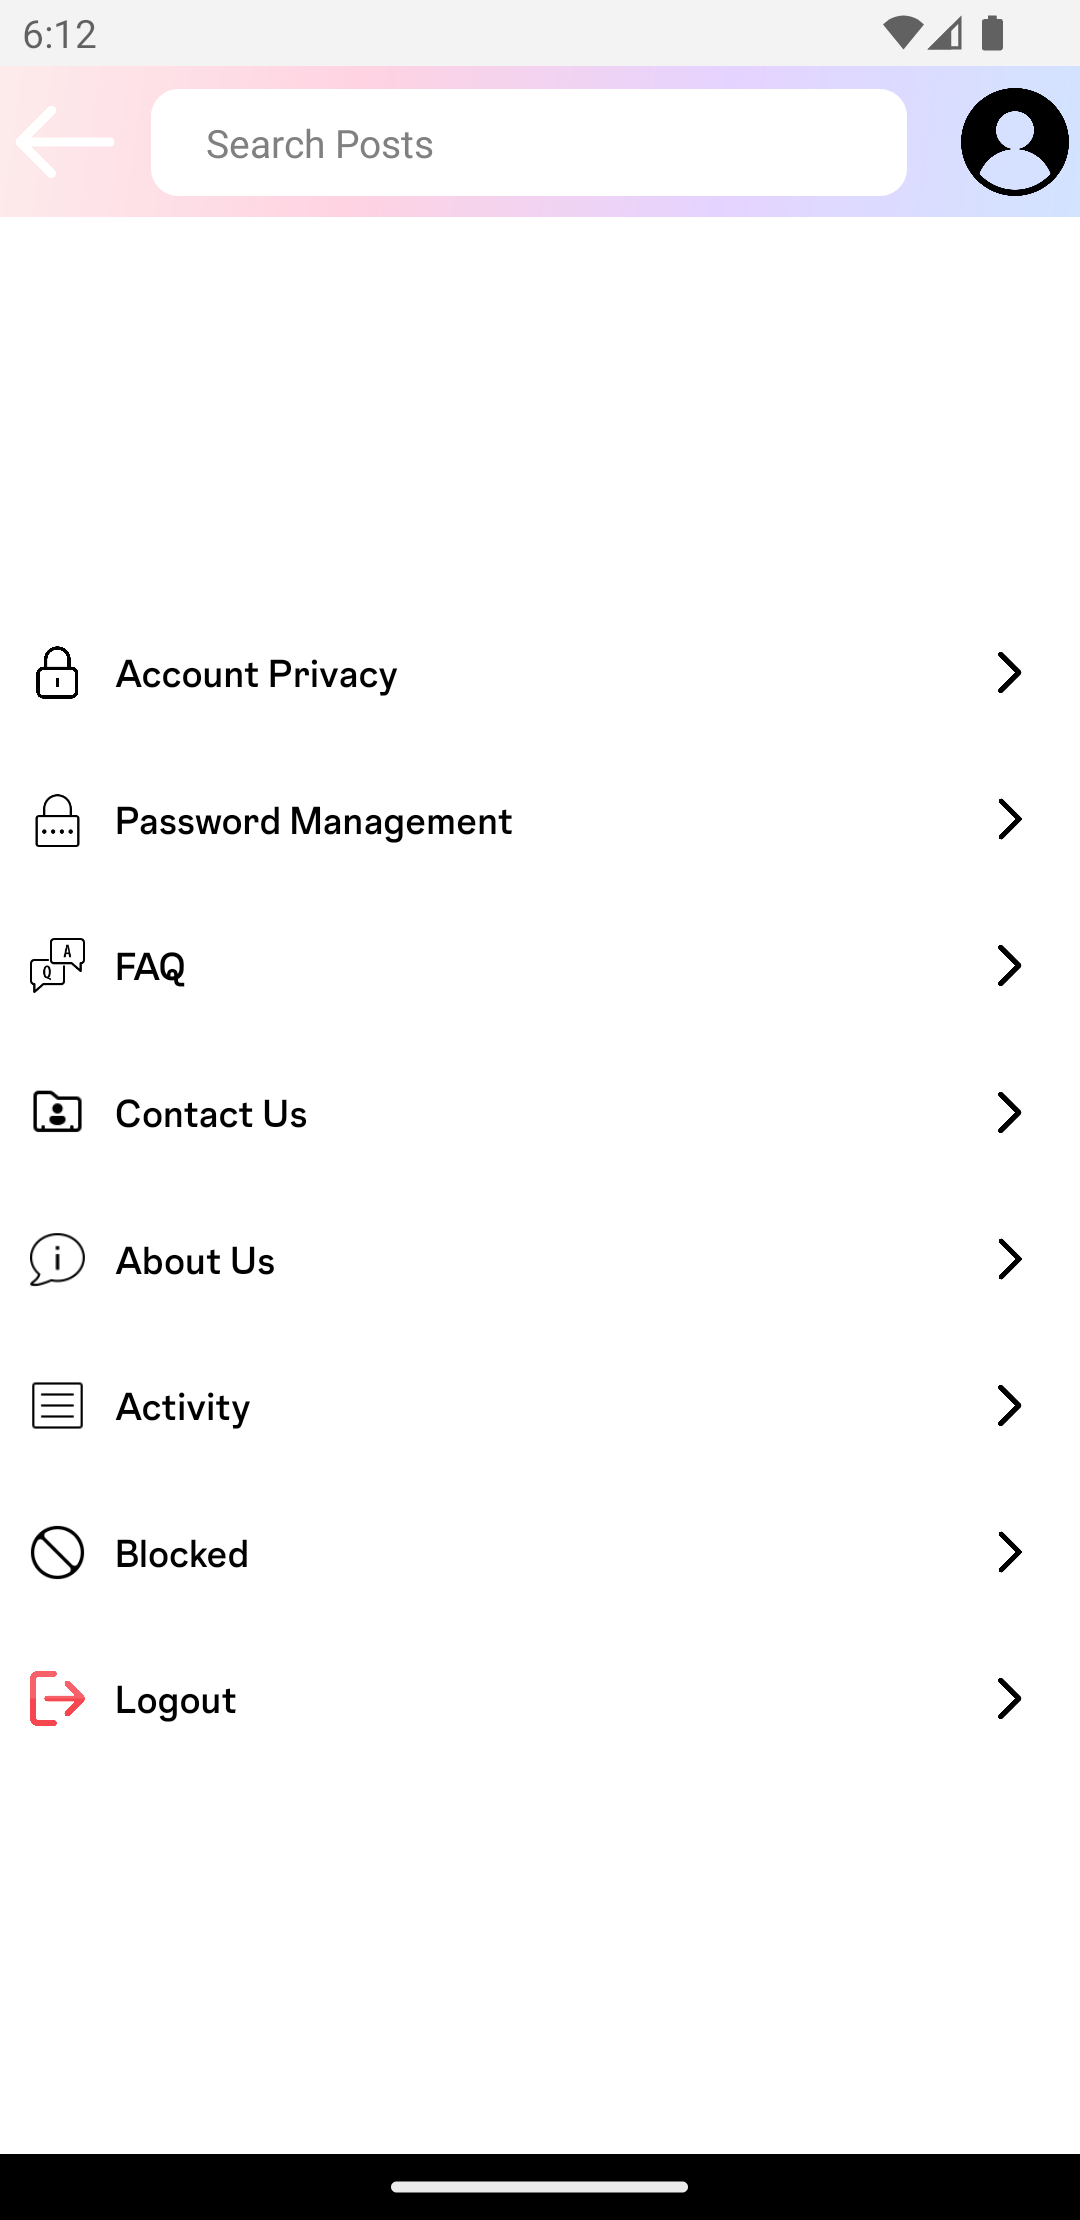 6:12
Search Posts
Account Privacy
Password Management
A
Q
FAQ
Contact Us
i
About Us
Activity
Blocked
Logout